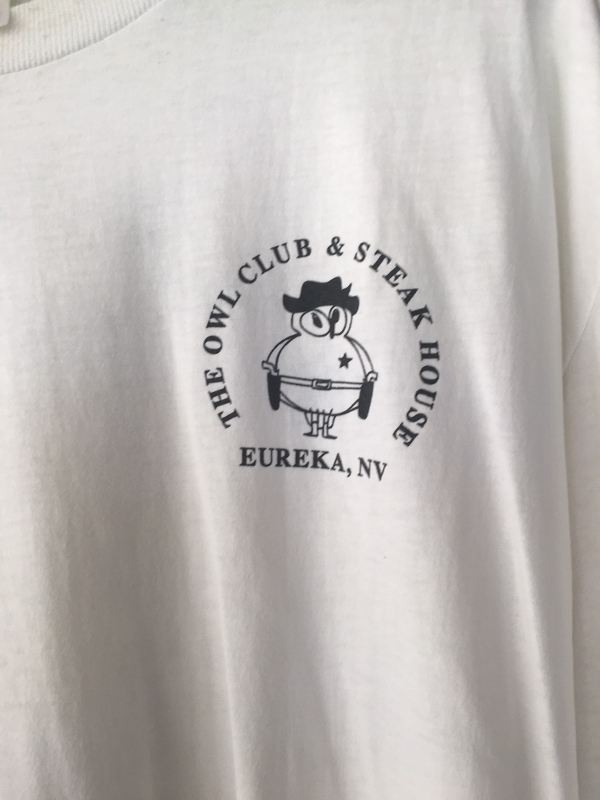 THE OWL CLUB & STEAK HOUSE
EUREKA, NV